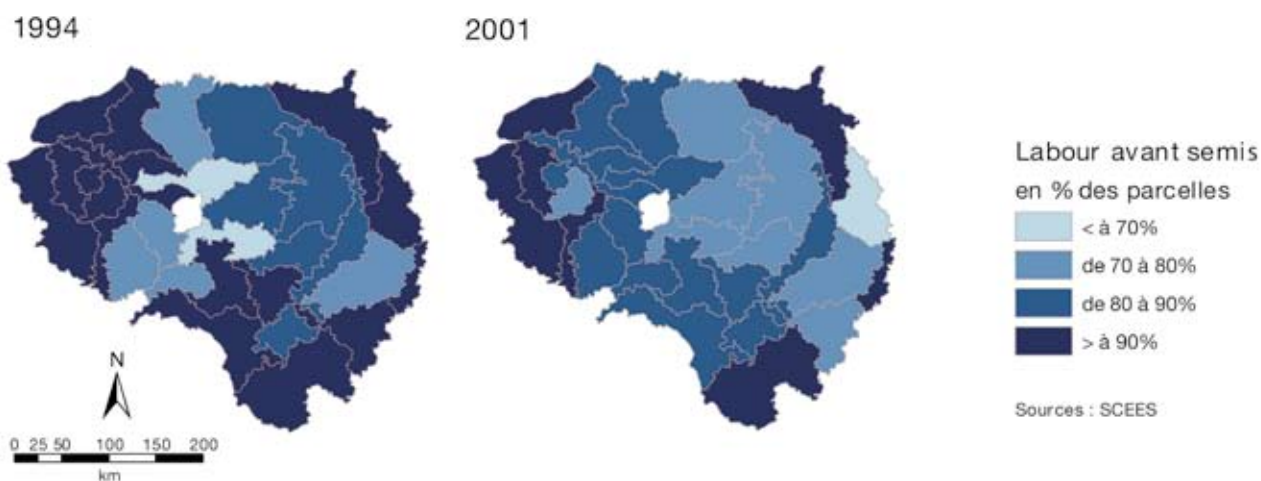 1994
2001
Labour avant semis
en % des parcelles
< à 70%
de 70 à 80%
de 80 à 90%
> à 90%
Sources : SCEES
N
0 25 50 100 150 200
km